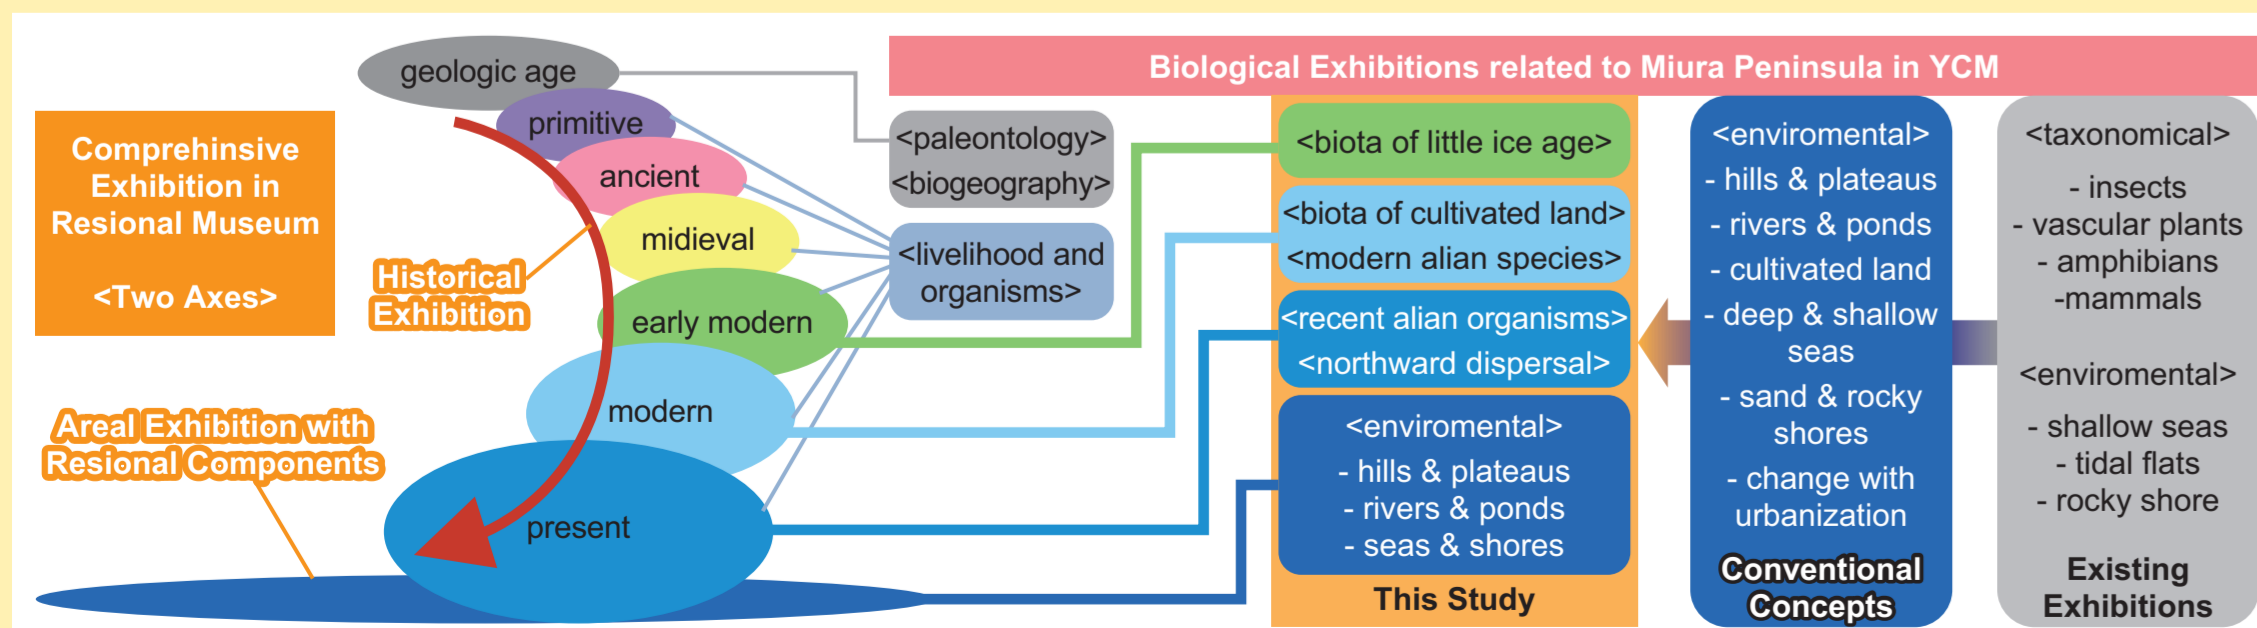 Comprehinsive
Exhibition in
Resional Museum
<Two Axes>
Historical
Exhibition
Areal Exhibition with
Resional Components
geologic age
primitive
ancient
midieval
early modern
modern
present
Biological Exhibitions related to Miura Peninsula in YCM
<paleontology>
<biogeography>
<livelihood and
organisms>
<biota of little ice age>
<biota of cultivated land>
<modern alian species>
<recent alian organisms>
<northward dispersal>
<enviromental>
- hills & plateaus
- rivers & ponds
- seas & shores
This Study
<enviromental>
- hills & plateaus
- rivers & ponds
- cultivated land
- deep & shallow
seas
- sand & rocky
shores
- change with
urbanization
Conventional
Concepts
<taxonomical>
- insects
- vascular plants
- amphibians
-mammals
<enviromental>
- shallow seas
- tidal flats
- rocky shore
Existing
Exhibitions